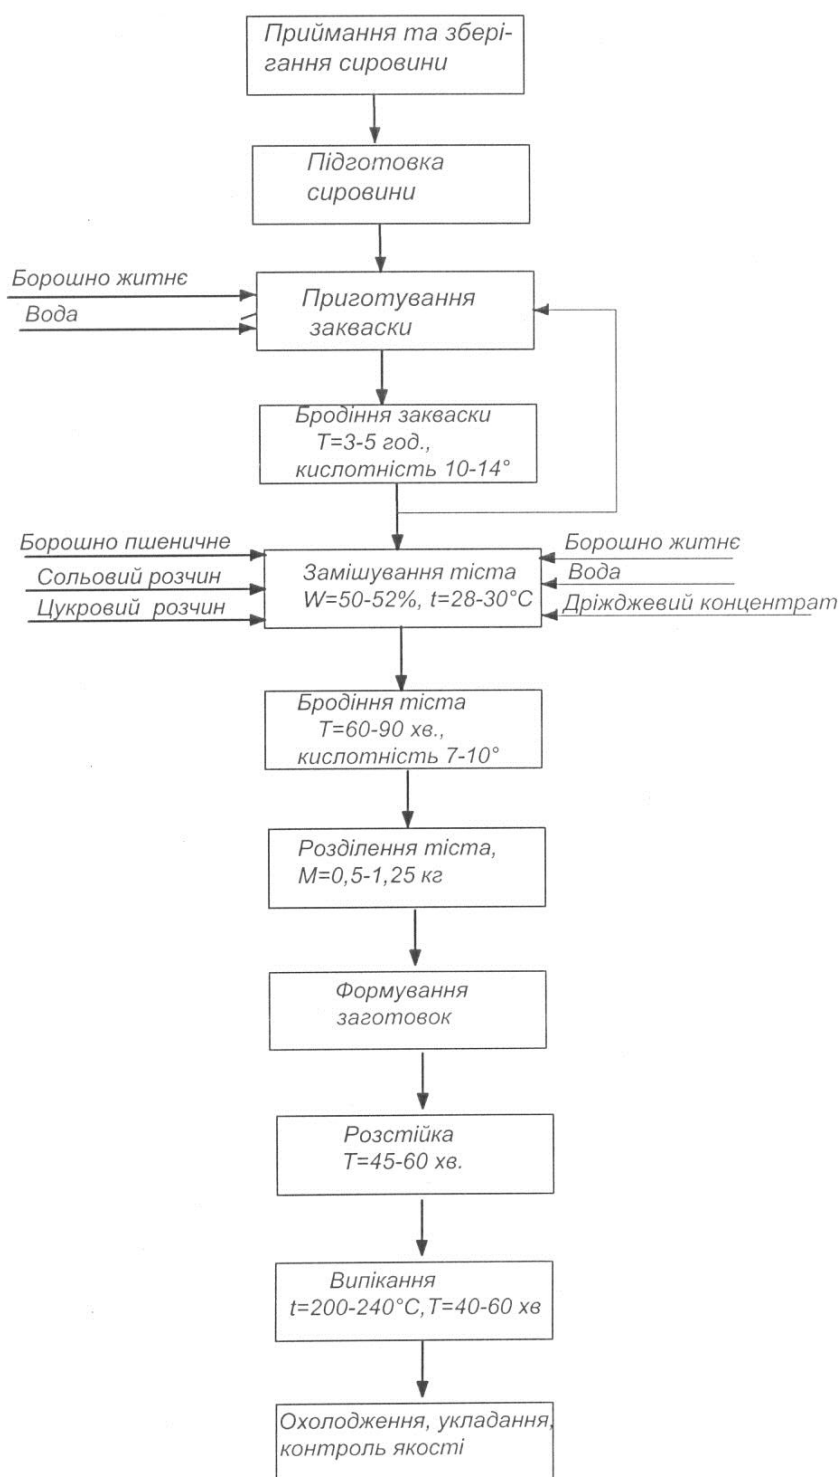 Приймання та збері-
гання сировини
Підготовка
сировини
Борошно житнє
Вода
Приготування
закваски
Бродіння закваски
Т=3-5 год.,
кислотність 10-14°
Борошно пшеничне
Сольовий розчин
Цукровий розчин
Замішування тіста
W=50-52%, t=28-30°C
Борошно житнє
Вода
Дріжджевий концентрат
Бродіння тіста
Т=60-90 хв.,
кислотність 7-10°
Розділення тіста,
М=0,5-1,25 кг
Формування
заготовок
Розстійка
Т=45-60 хв.
Випікання
t=200-240°C,Т=40-60 хв
Охолодження, укладання,
контроль якості